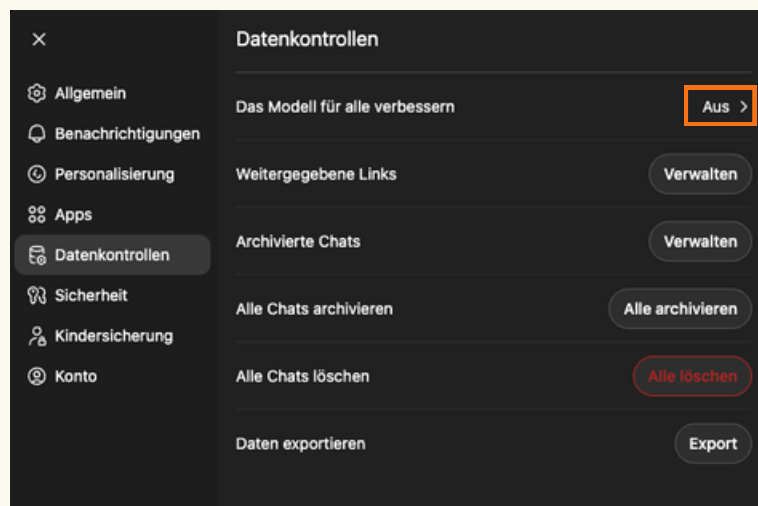 Datenkontrollen
Allgemein
Benachrichtigungen
Personalisierung
Apps
Datenkontrollen
Sicherheit
Kindersicherung
Konto
Das Modell für alle verbessern Aus
Weitergegebene Links Verwalten
Archivierte Chats Verwalten
Alle Chats archivieren Alle archivieren
Alle Chats löschen Alle löschen
Daten exportieren Export